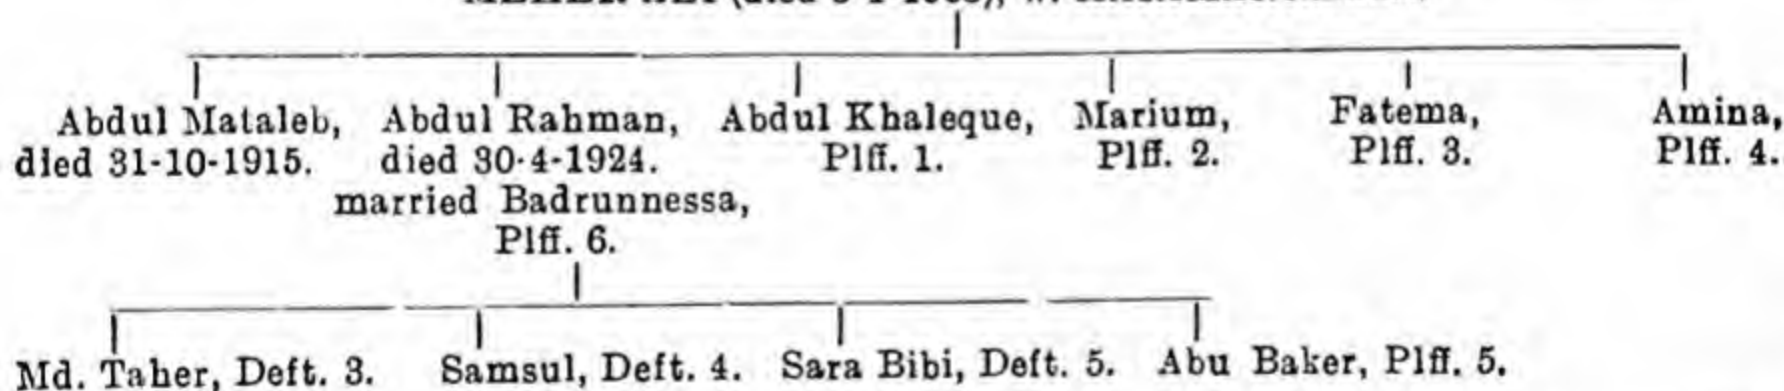 Abdul Mataleb, Abdul Rahman, Abdul Khaleque, Marium, Fatema, Amina,
died 31-10-1915. died 30-4-1924. Plff. 1. Plff. 2. Plff. 3. Plff. 4.
married Badrunnessa,
Plff. 6.
Md. Taher, Deft. 3. Samsul, Deft. 4. Sara Bibi, Deft. 5. Abu Baker, Plff. 5.